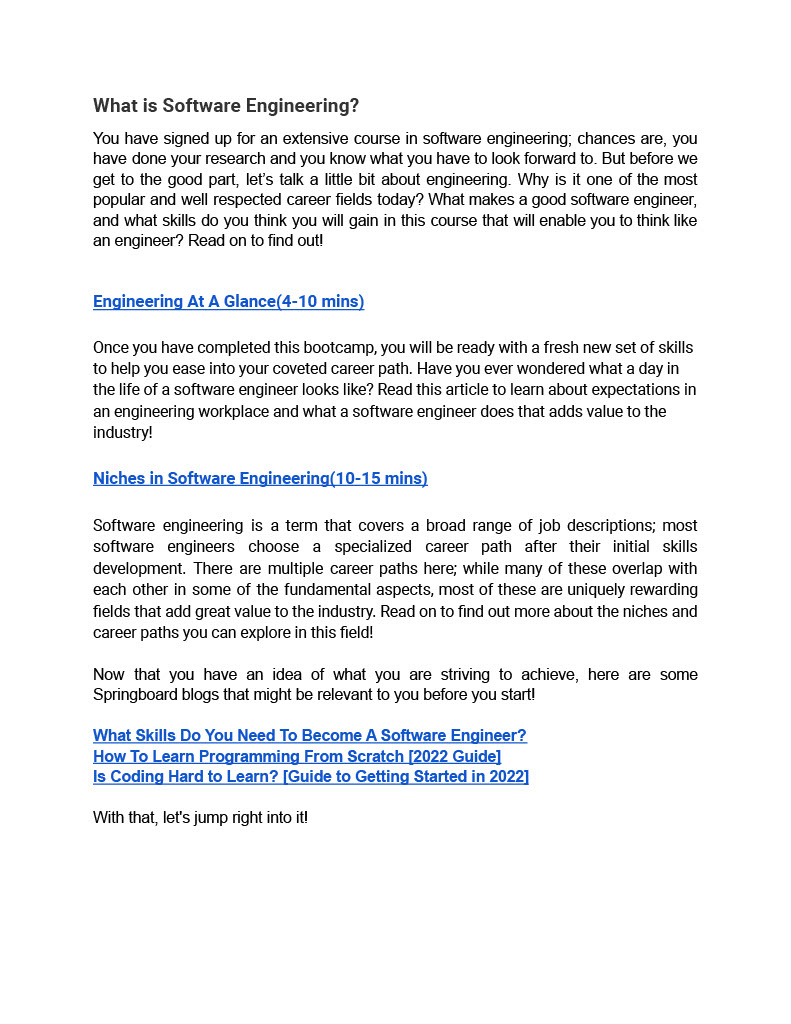 What is Software Engineering?
You have signed up for an extensive course in software engineering; chances are, you
have done your research and you know what you have to look forward to. But before we
get to the good part, let’s talk a little bit about engineering. Why is it one of the most
popular and well respected career fields today? What makes a good software engineer,
and what skills do you think you will gain in this course that will enable you to think like
an engineer? Read on to find out!
Engineering At A Glance(4-10 mins)
Once you have completed this bootcamp, you will be ready with a fresh new set of skills
to help you ease into your coveted career path. Have you ever wondered what a day in
the life of a software engineer looks like? Read this article to learn about expectations in
an engineering workplace and what a software engineer does that adds value to the
industry!
Niches in Software Engineering(10-15 mins)
Software engineering is a term that covers a broad range of job descriptions; most
software engineers choose a specialized career path after their initial skills
development. There are multiple career paths here; while many of these overlap with
each other in some of the fundamental aspects, most of these are uniquely rewarding
fields that add great value to the industry. Read on to find out more about the niches and
career paths you can explore in this field!
Now that you have an idea of what you are striving to achieve, here are some
Springboard blogs that might be relevant to you before you start!
What Skills Do You Need To Become A Software Engineer?
How To Learn Programming From Scratch [2022 Guide]
Is Coding Hard to Learn? [Guide to Getting Started in 2022]
With that, let's jump right into it!